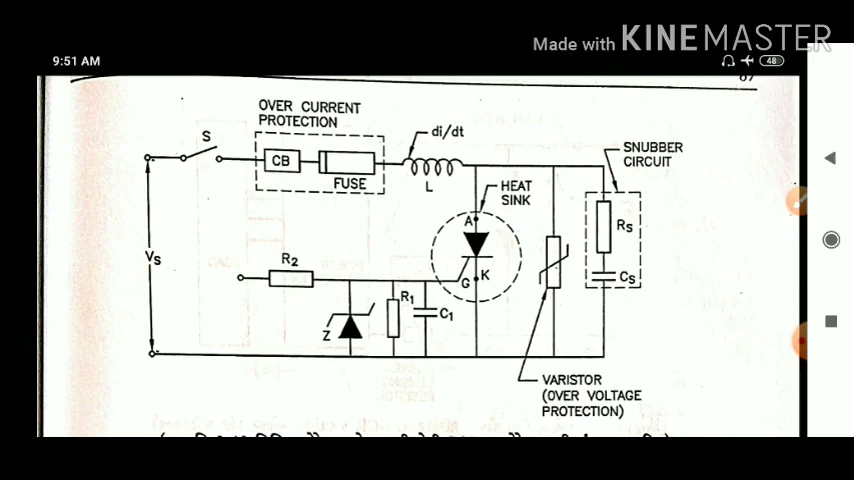 Made with KINEMASTER
9:51 AM
48
OVER CURRENT
PROTECTION
di/dt
S
SNUBBER
CIRCUIT
CB
FUSE
L
HEAT
SINK
A
RS
VS
R2
K
G
CS
R1
C1
Z
VARISTOR
(OVER VOLTAGE
PROTECTION)